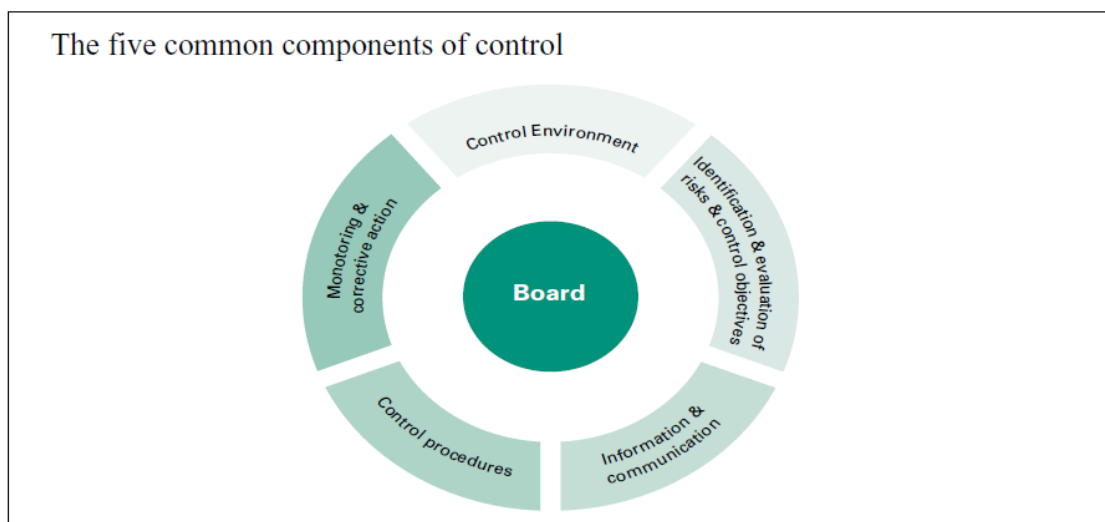 The five common components of control
Control Environment
Identification & evaluation of
risks & control objectives
Information &
communication
Control procedures
Monotoring &
corrective action
Board